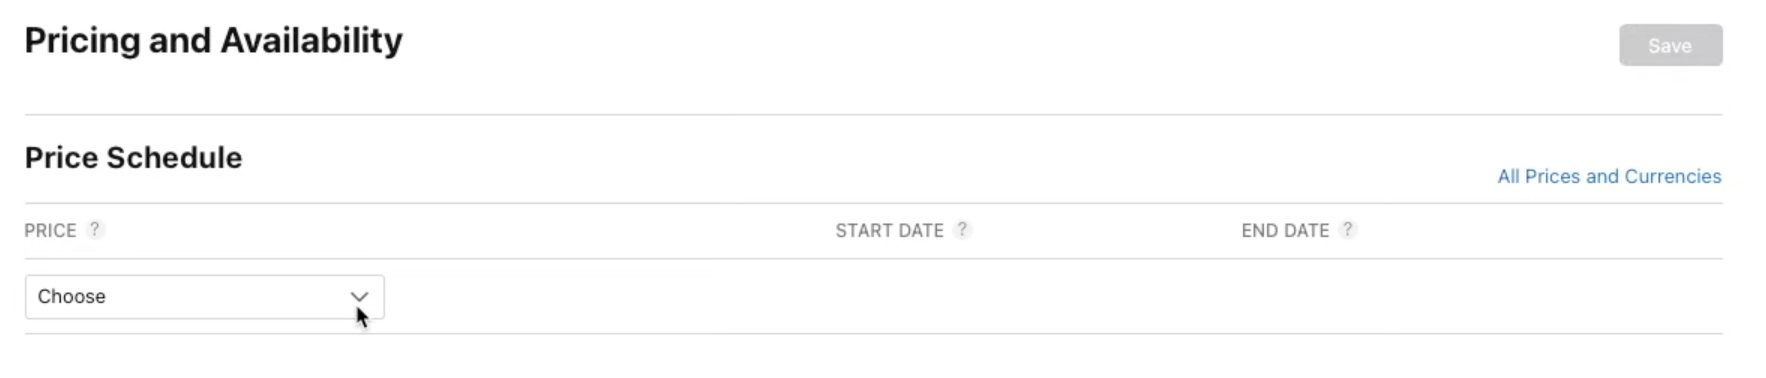 Pricing and Availability
Save
Price Schedule
All Prices and Currencies
PRICE ? START DATE ? END DATE ?
Choose